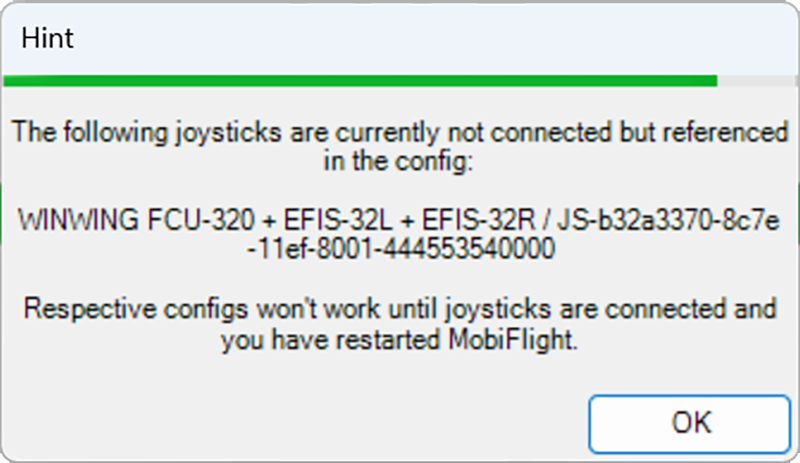 Hint
The following joysticks are currently not connected but referenced
in the config:
WINWING FCU-320 + EFIS-32L + EFIS-32R / JS-b32a3370-8c7e
-11ef-8001-444553540000
Respective configs won't work until joysticks are connected and
you have restarted MobiFlight.
OK